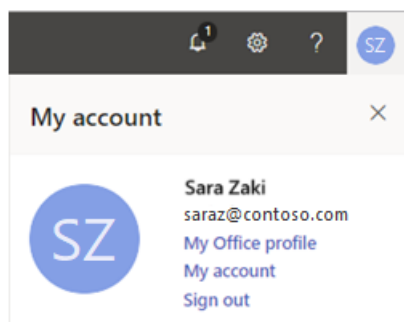 1
?
SZ
My account
SZ
Sara Zaki
saraz@contoso.com
My Office profile
My account
Sign out